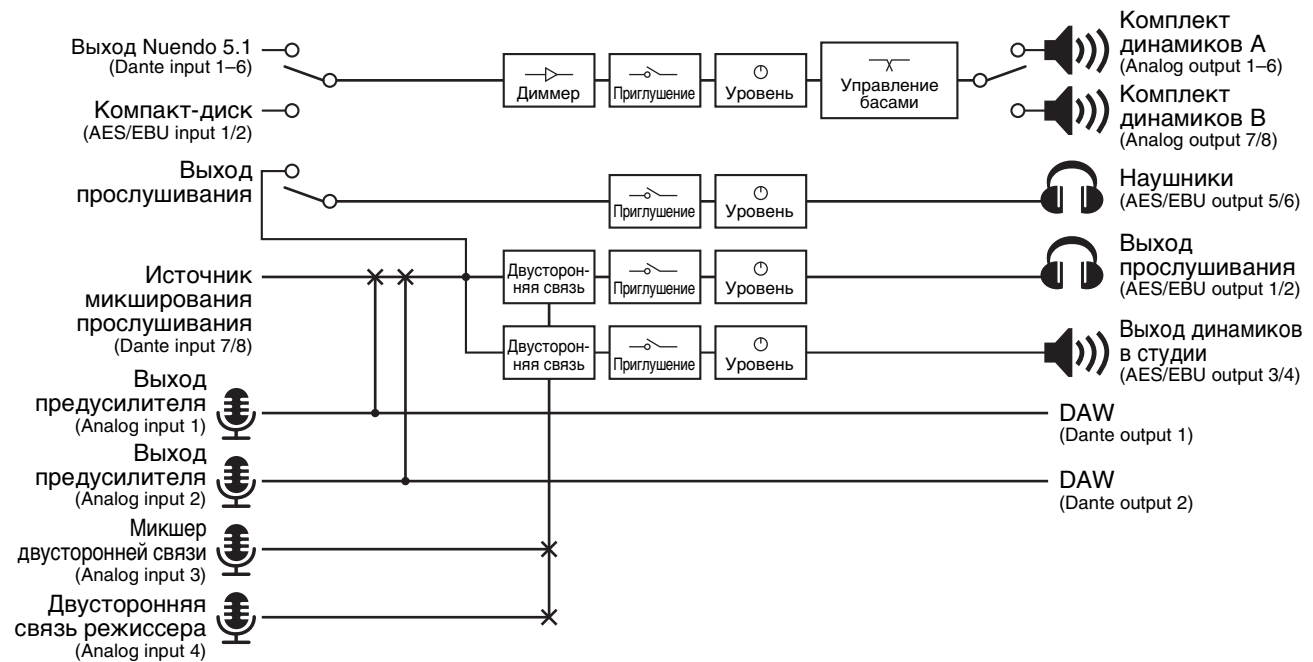 Выход Nuendo 5.1
(Dante input 1–6)
Компакт-диск
(AES/EBU input 1/2)
Диммер
Приглушение
Уровень
Управление
басами
Комплект
динамиков A
(Analog output 1–6)
Комплект
динамиков B
(Analog output 7/8)
Выход
прослушивания
Приглушение
Уровень
Наушники
(AES/EBU output 5/6)
Источник
микширования
прослушивания
(Dante input 7/8)
Двусторон-
няя связь
Приглушение
Уровень
Выход
прослушивания
(AES/EBU output 1/2)
Двусторон-
няя связь
Приглушение
Уровень
Выход динамиков
в студии
(AES/EBU output 3/4)
Выход
предусилителя
(Analog input 1)
DAW
(Dante output 1)
Выход
предусилителя
(Analog input 2)
DAW
(Dante output 2)
Микшер
двусторонней связи
(Analog input 3)
Двусторонняя
связь режиссера
(Analog input 4)